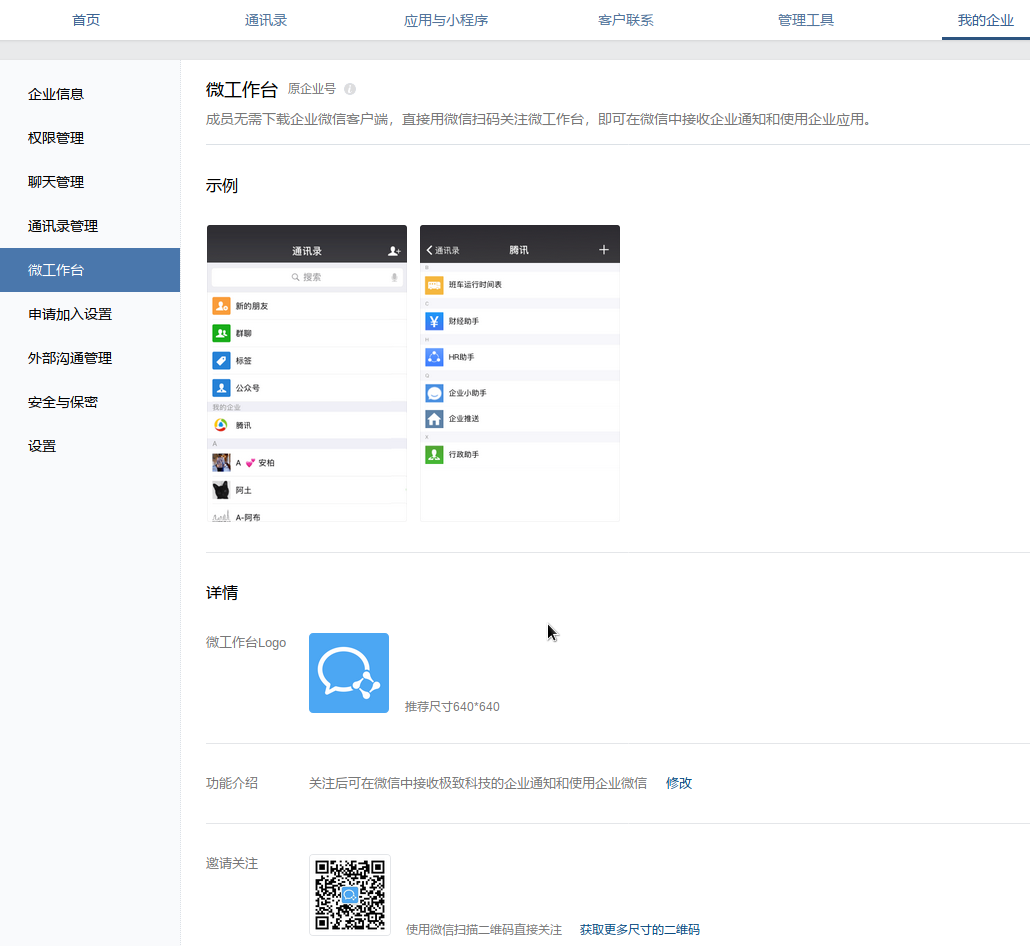 首页 通讯录 应用与小程序 客户联系 管理工具 我的企业
企业信息
权限管理
聊天管理
通讯录管理
微工作台
申请加入设置
外部沟通管理
安全与保密
设置
微工作台 原企业号 i
成员无需下载企业微信客户端，直接用微信扫码关注微工作台，即可在微信中接收企业通知和使用企业应用。
示例
通讯录
搜索
新的朋友
群聊
标签
公众号
我的企业
腾讯
A
A 💕 安柏
阿土
A-阿布
通讯录 腾讯 +
B
班车运行时间表
C
财经助手
H
HR助手
Q
企业小助手
企业推送
X
行政助手
详情
微工作台Logo
推荐尺寸640*640
功能介绍 关注后可在微信中接收极致科技的企业通知和使用企业微信 修改
邀请关注
使用微信扫描二维码直接关注 获取更多尺寸的二维码